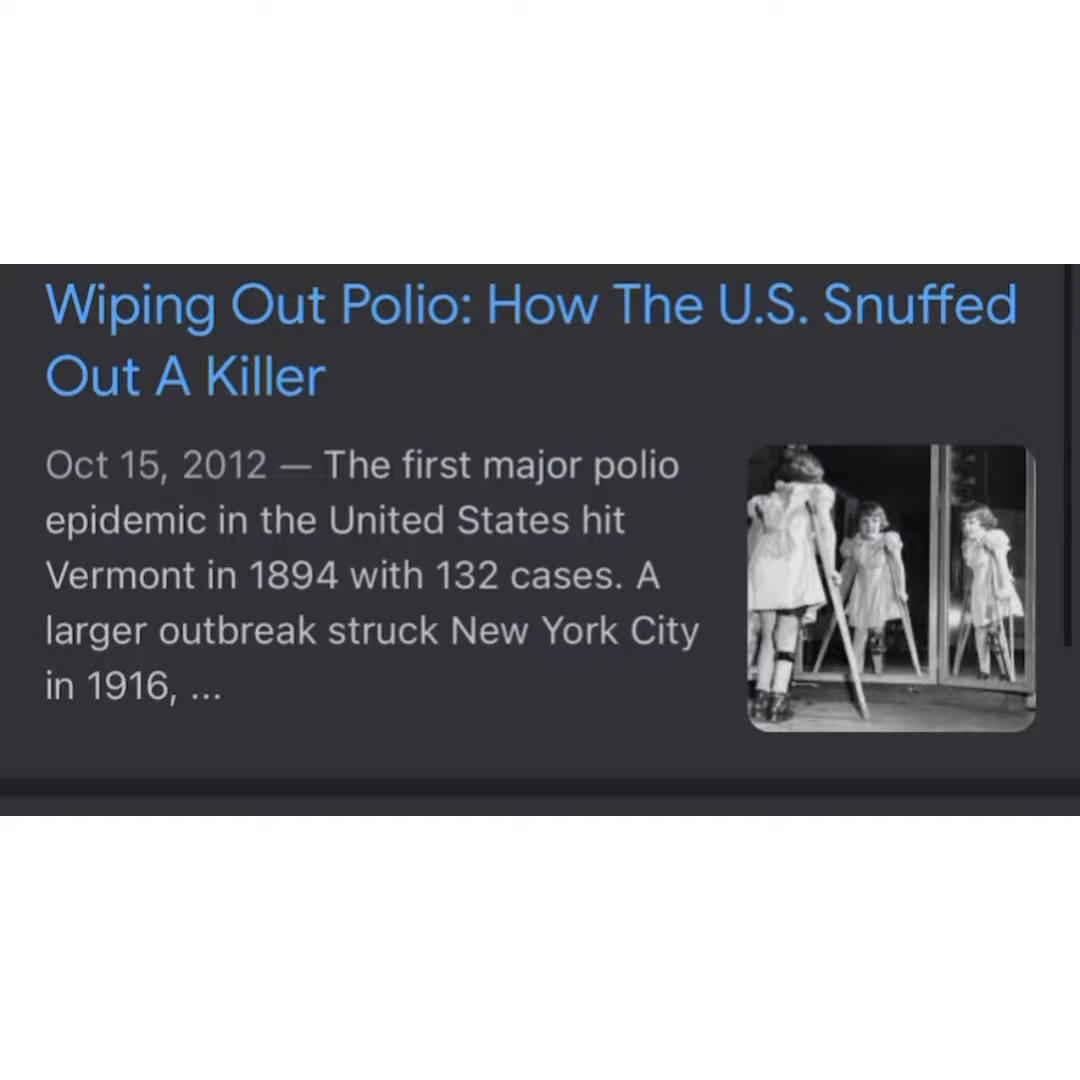 Wiping Out Polio: How The U.S. Snuffed
Out A Killer
Oct 15, 2012 — The first major polio
epidemic in the United States hit
Vermont in 1894 with 132 cases. A
larger outbreak struck New York City
in 1916, ...